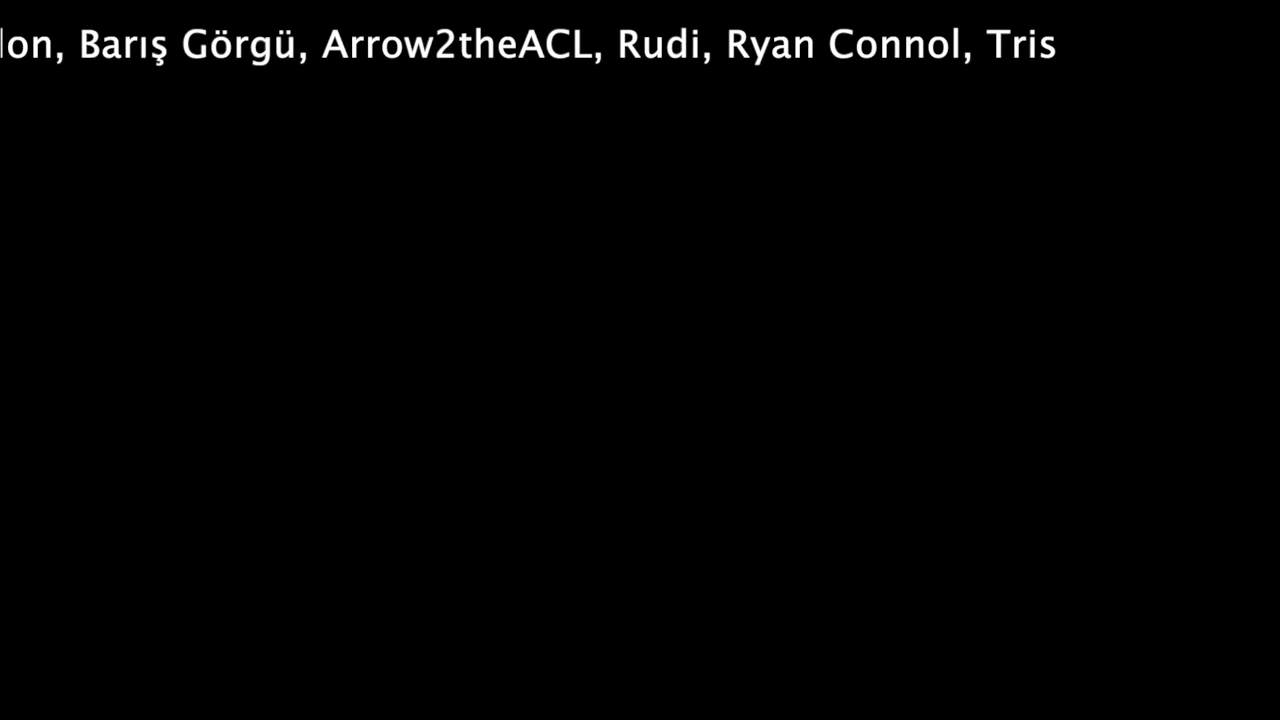 lon, Barış Görgü, Arrow2theACL, Rudi, Ryan Connol, Tris